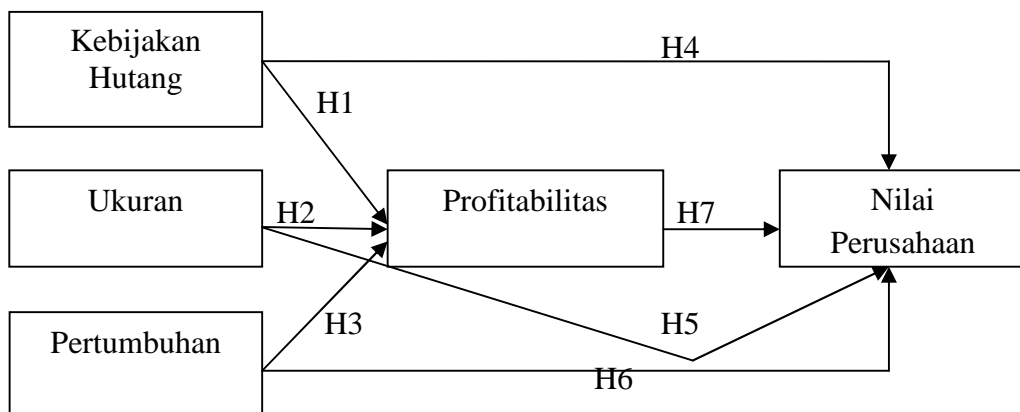 Kebijakan
Hutang
H4
H1
Ukuran
H2
Profitabilitas
H7
Nilai
Perusahaan
H3
H5
Pertumbuhan
H6